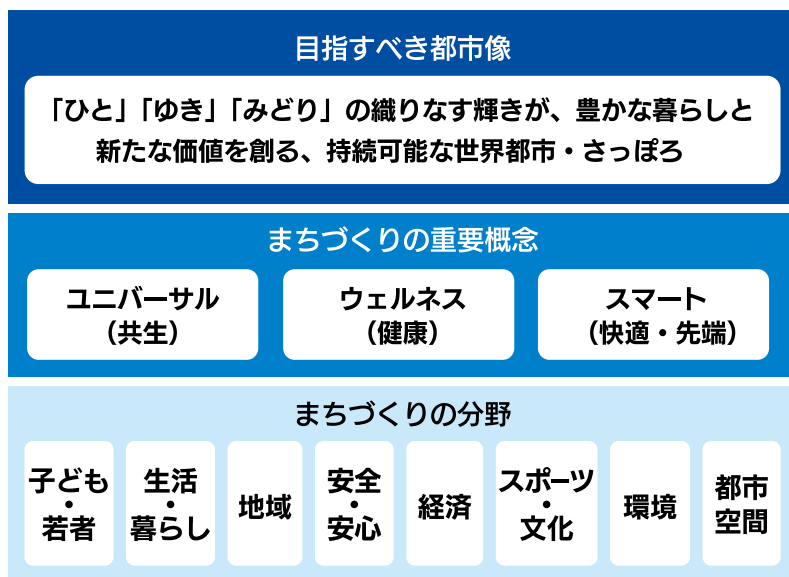 目指すべき都市像
「ひと」「ゆき」「みどり」の織りなす輝きが、豊かな暮らしと
新たな価値を創る、持続可能な世界都市・さっぽろ
まちづくりの重要概念
ユニバーサル
（共生）
ウェルネス
（健康）
スマート
（快適・先端）
まちづくりの分野
子ども
・
若者
生活
・
暮らし
地域
安全
・
安心
経済
スポーツ
・
文化
環境
都市
空間